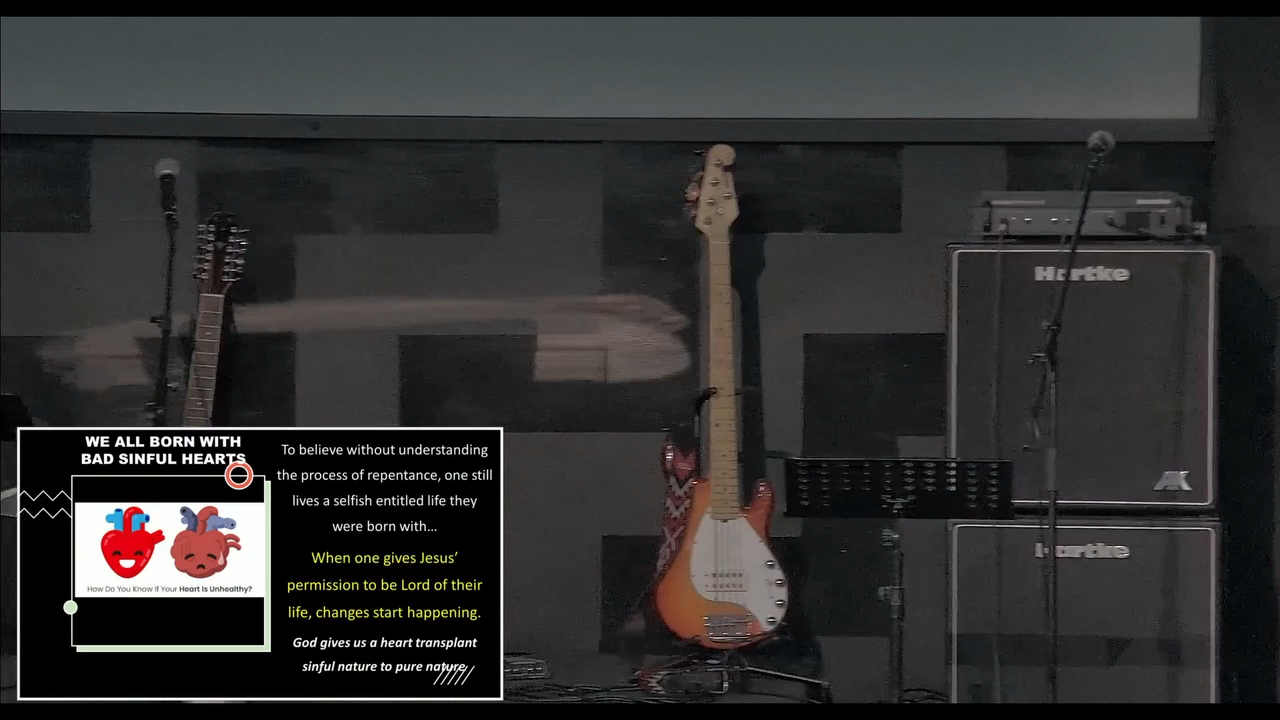 WE ALL BORN WITH
BAD SINFUL HEARTS
How Do You Know If Your Heart Is Unhealthy?
To believe without understanding
the process of repentance, one still
lives a selfish entitled life they
were born with...
When one gives Jesus’
permission to be Lord of their
life, changes start happening.
God gives us a heart transplant
sinful nature to pure nature.
Hartke
Hartke